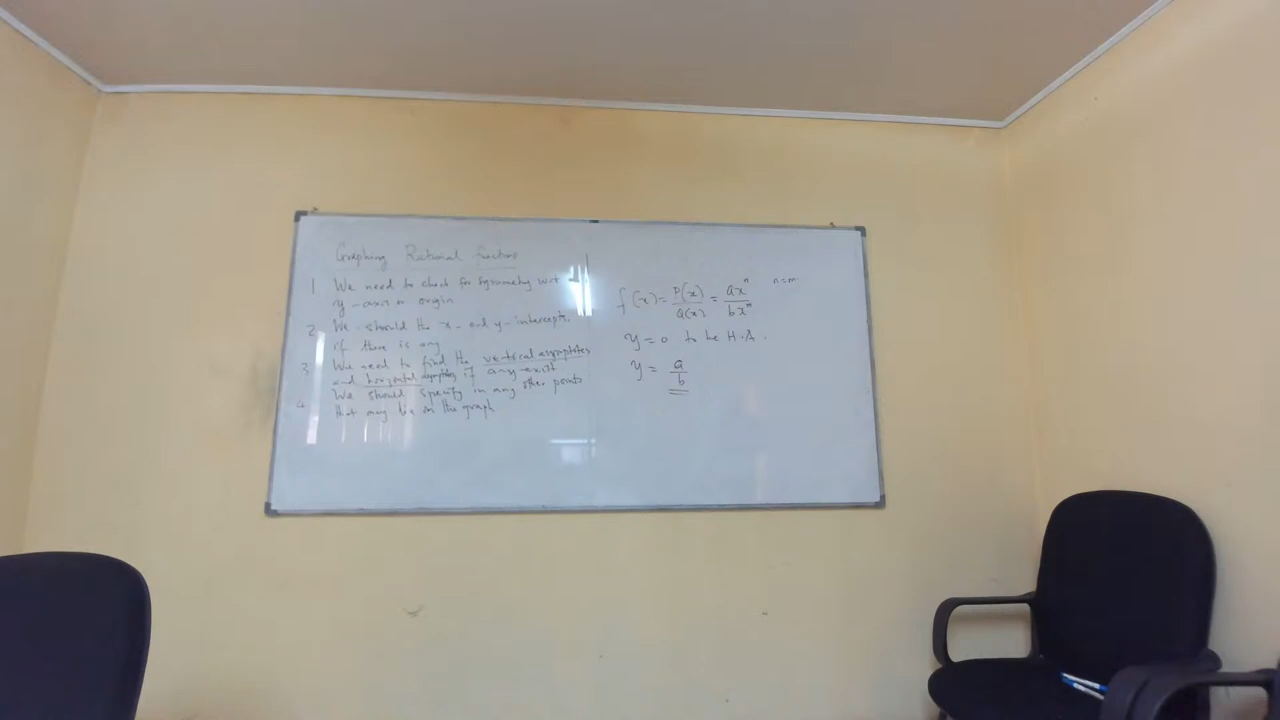 Graphing Rational functions
1 We need to check for symmetry wrt
y-axis or origin
2 We should the x- and y-intercepts,
if there is any
3 We need to find the vertical asymptotes
and horizontal asymptotes if any exist
4 We should specify in any other points
that may lie on the graph
f(x) = P(x)/Q(x) = ax^n/bx^m n=m
y=0 to be H.A.
y = a/b